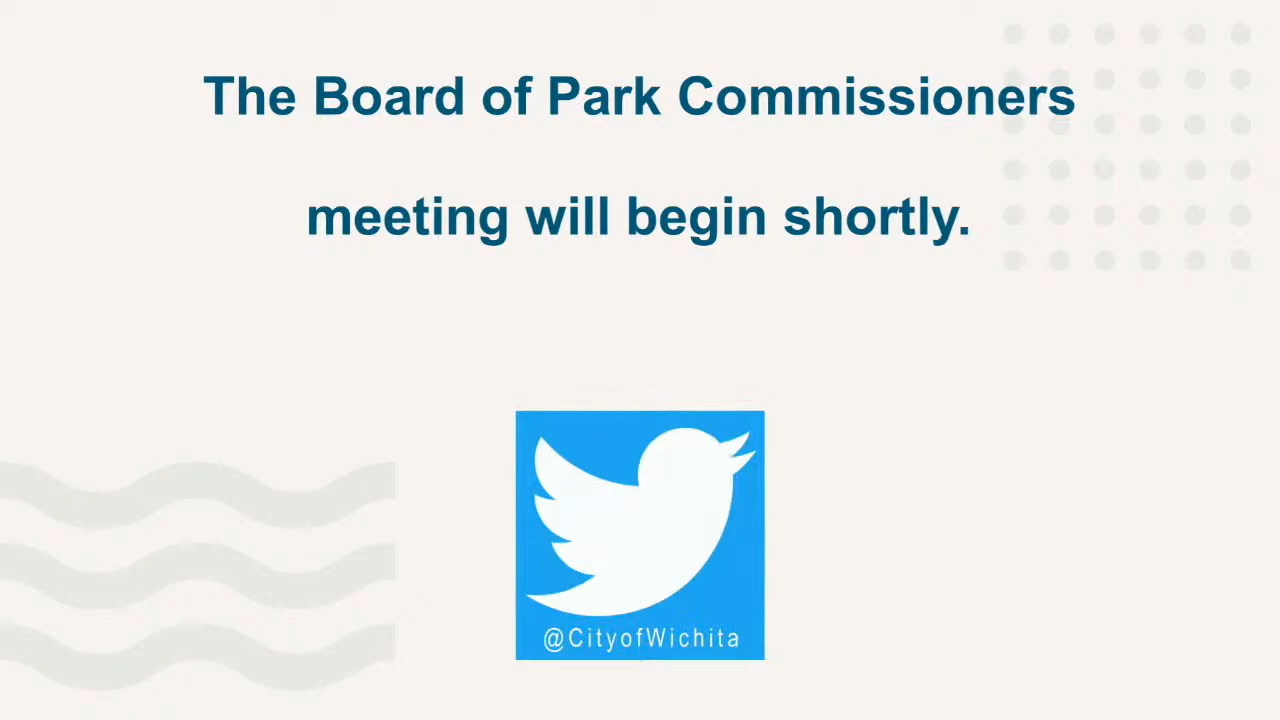 The Board of Park Commissioners
meeting will begin shortly.
@CityofWichita